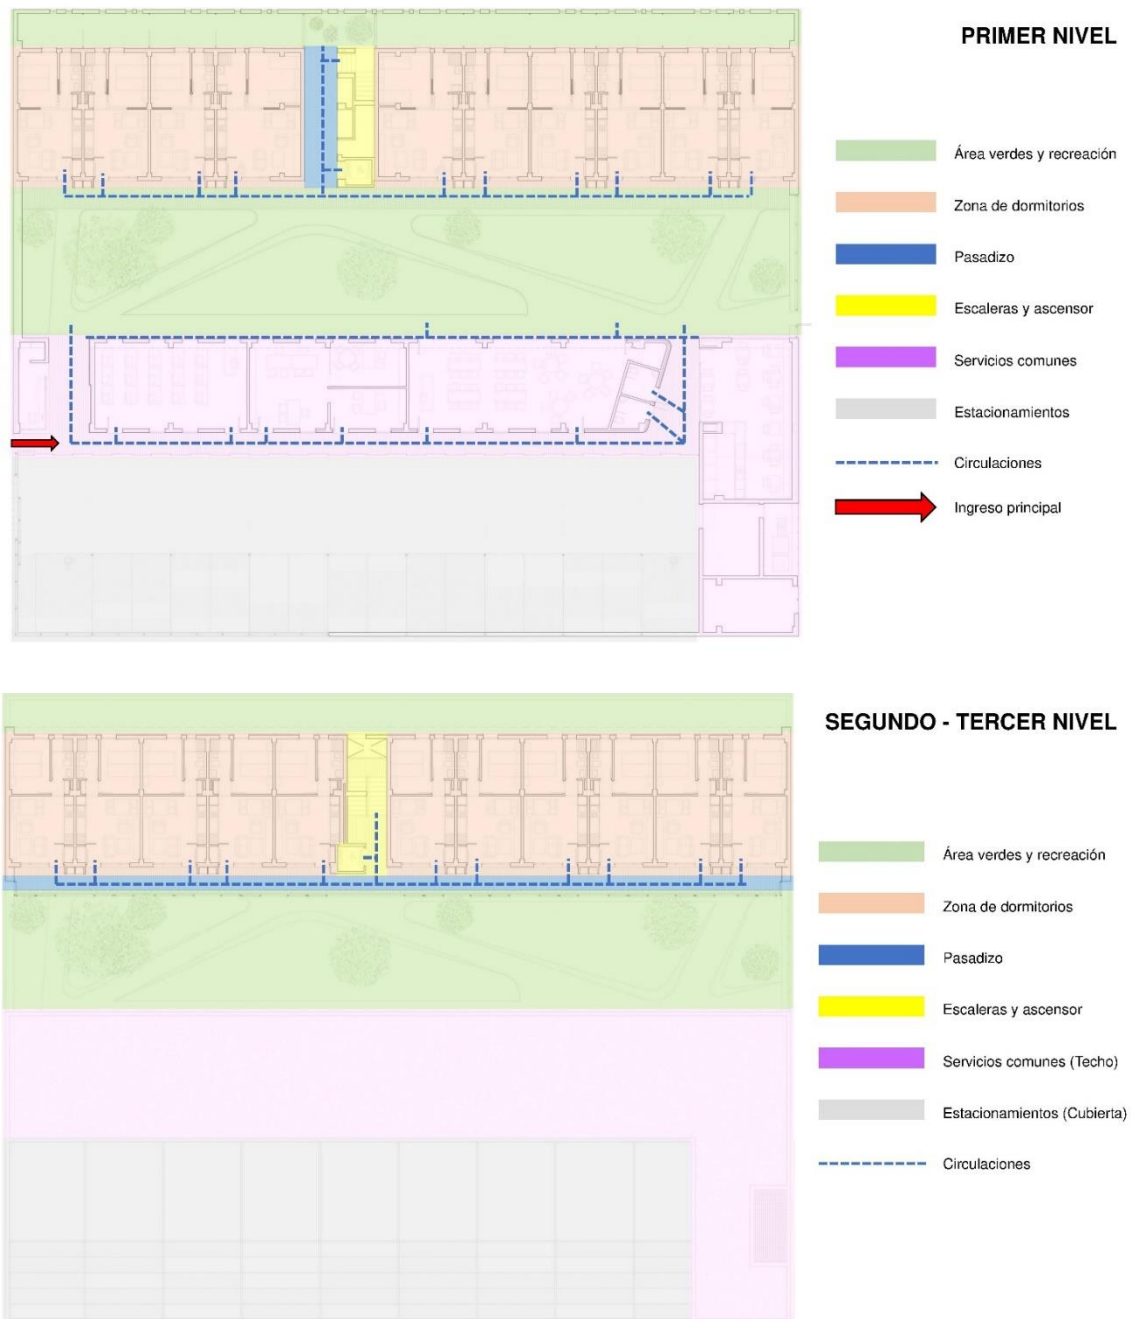 PRIMER NIVEL
Área verdes y recreación
Zona de dormitorios
Pasadizo
Escaleras y ascensor
Servicios comunes
Estacionamientos
Circulaciones
Ingreso principal
SEGUNDO - TERCER NIVEL
Área verdes y recreación
Zona de dormitorios
Pasadizo
Escaleras y ascensor
Servicios comunes (Techo)
Estacionamientos (Cubierta)
Circulaciones